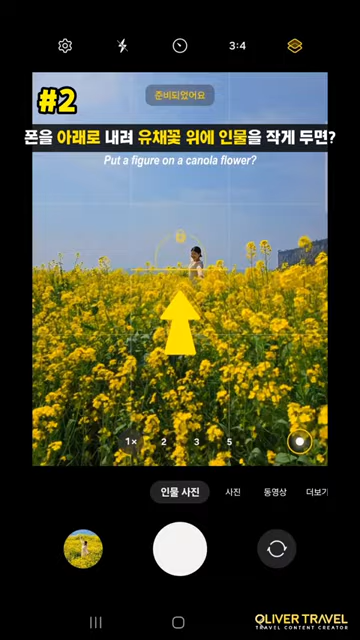 3:4
#2
준비되었어요
폰을 아래로 내려 유채꽃 위에 인물을 작게 두면?
Put a figure on a canola flower?
1× 2 3 5
인물 사진 사진 동영상 더보기
OLIVER TRAVEL
TRAVEL CONTENT CREATOR